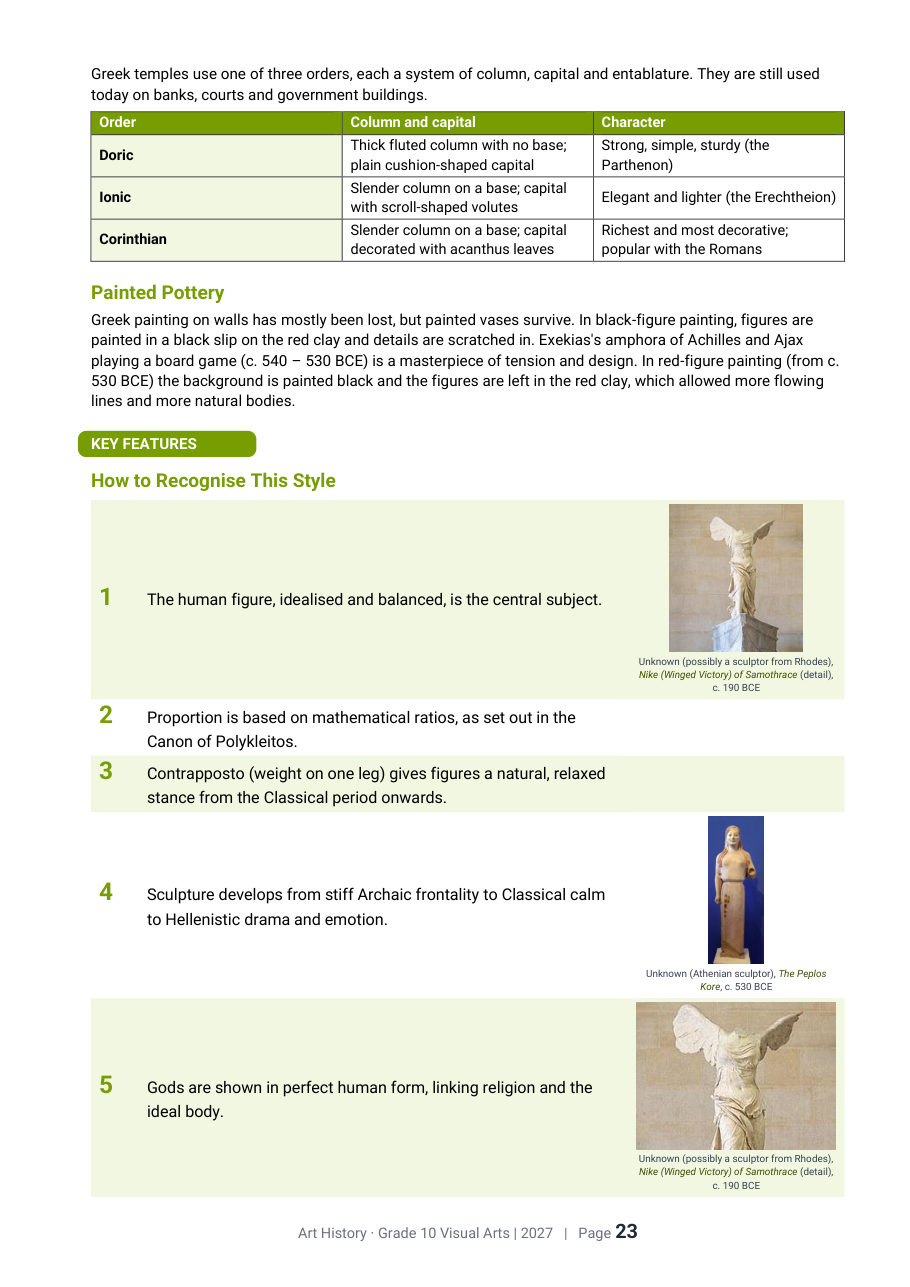 Greek temples use one of three orders, each a system of column, capital and entablature. They are still used
today on banks, courts and government buildings.
Order Column and capital Character
Doric Thick fluted column with no base; plain cushion-shaped capital Strong, simple, sturdy (the Parthenon)
Ionic Slender column on a base; capital with scroll-shaped volutes Elegant and lighter (the Erechtheion)
Corinthian Slender column on a base; capital decorated with acanthus leaves Richest and most decorative; popular with the Romans
Painted Pottery
Greek painting on walls has mostly been lost, but painted vases survive. In black-figure painting, figures are
painted in a black slip on the red clay and details are scratched in. Exekias's amphora of Achilles and Ajax
playing a board game (c. 540 – 530 BCE) is a masterpiece of tension and design. In red-figure painting (from c.
530 BCE) the background is painted black and the figures are left in the red clay, which allowed more flowing
lines and more natural bodies.
KEY FEATURES
How to Recognise This Style
1 The human figure, idealised and balanced, is the central subject.
Unknown (possibly a sculptor from Rhodes),
Nike (Winged Victory) of Samothrace (detail),
c. 190 BCE
2 Proportion is based on mathematical ratios, as set out in the
Canon of Polykleitos.
3 Contrapposto (weight on one leg) gives figures a natural, relaxed
stance from the Classical period onwards.
4 Sculpture develops from stiff Archaic frontality to Classical calm
to Hellenistic drama and emotion.
Unknown (Athenian sculptor), The Peplos
Kore, c. 530 BCE
5 Gods are shown in perfect human form, linking religion and the
ideal body.
Unknown (possibly a sculptor from Rhodes),
Nike (Winged Victory) of Samothrace (detail),
c. 190 BCE
Art History · Grade 10 Visual Arts | 2027 | Page 23